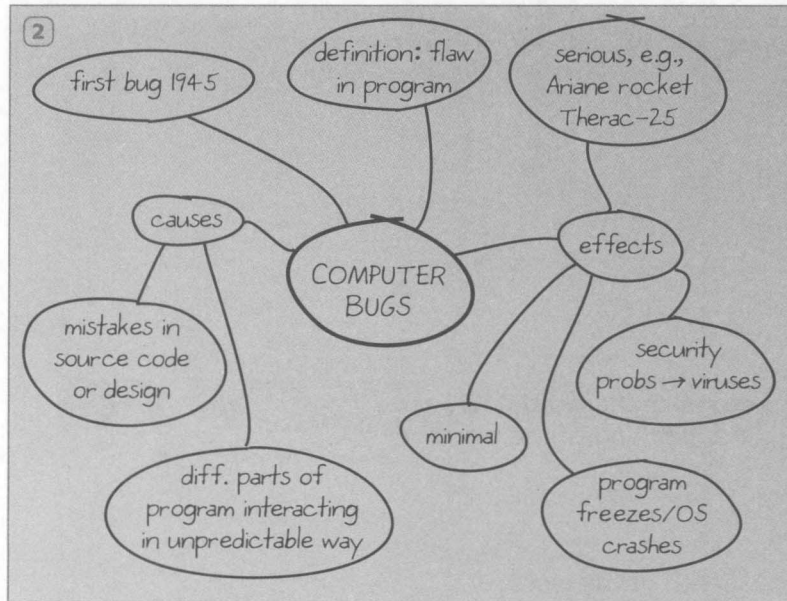 2
first bug 1945
definition: flaw
in program
serious, e.g.,
Ariane rocket
Therac-25
causes
COMPUTER
BUGS
effects
mistakes in
source code
or design
security
probs → viruses
minimal
diff. parts of
program interacting
in unpredictable way
program
freezes/OS
crashes